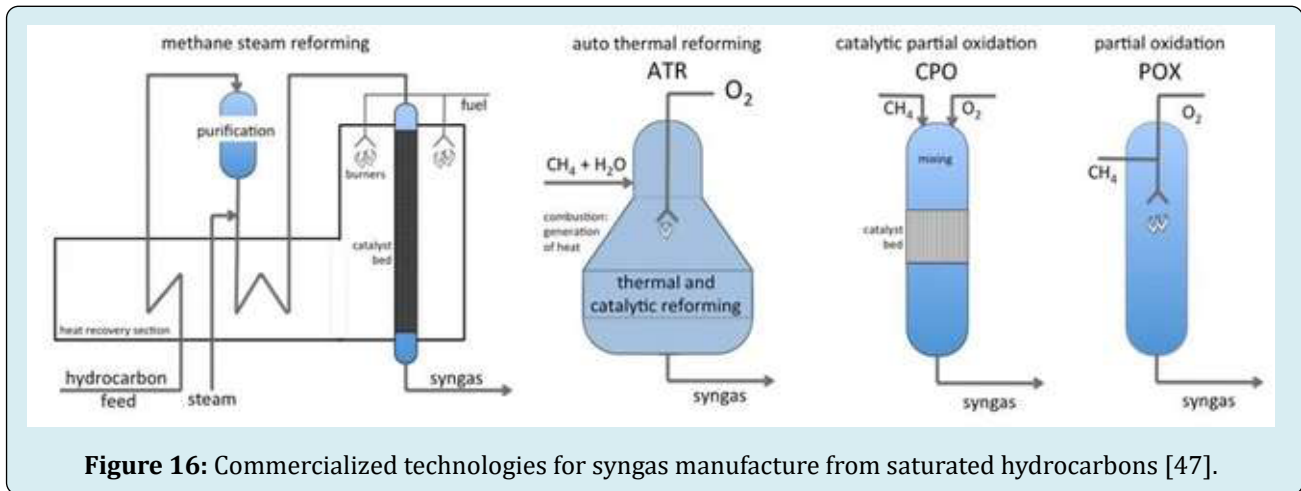 methane steam reforming
purification
fuel
burners
catalyst
bed
heat recovery section
hydrocarbon
feed
steam
syngas
auto thermal reforming
ATR
O₂
CH₄ + H₂O
combustion:
generation
of heat
thermal and
catalytic reforming
syngas
catalytic partial oxidation
CPO
CH₄
O₂
mixing
catalyst
bed
syngas
partial oxidation
POX
O₂
CH₄
syngas
Figure 16: Commercialized technologies for syngas manufacture from saturated hydrocarbons [47].